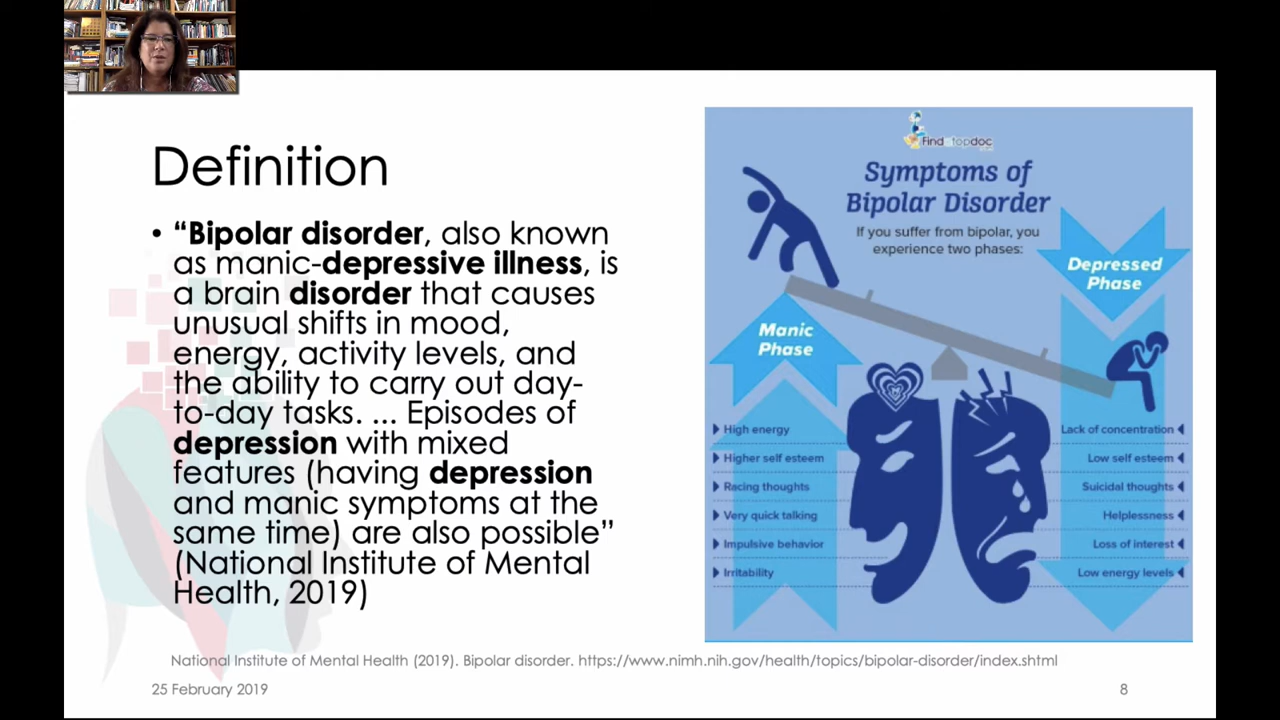 Definition
• “Bipolar disorder, also known
as manic-depressive illness, is
a brain disorder that causes
unusual shifts in mood,
energy, activity levels, and
the ability to carry out day-
to-day tasks. ... Episodes of
depression with mixed
features (having depression
and manic symptoms at the
same time) are also possible”
(National Institute of Mental
Health, 2019)
Findatopdoc
Symptoms of
Bipolar Disorder
If you suffer from bipolar, you
experience two phases:
Manic
Phase
High energy
Higher self esteem
Racing thoughts
Very quick talking
Impulsive behavior
Irritability
Depressed
Phase
Lack of concentration
Low self esteem
Suicidal thoughts
Helplessness
Loss of interest
Low energy levels
National Institute of Mental Health (2019). Bipolar disorder. https://www.nimh.nih.gov/health/topics/bipolar-disorder/index.shtml
25 February 2019
8